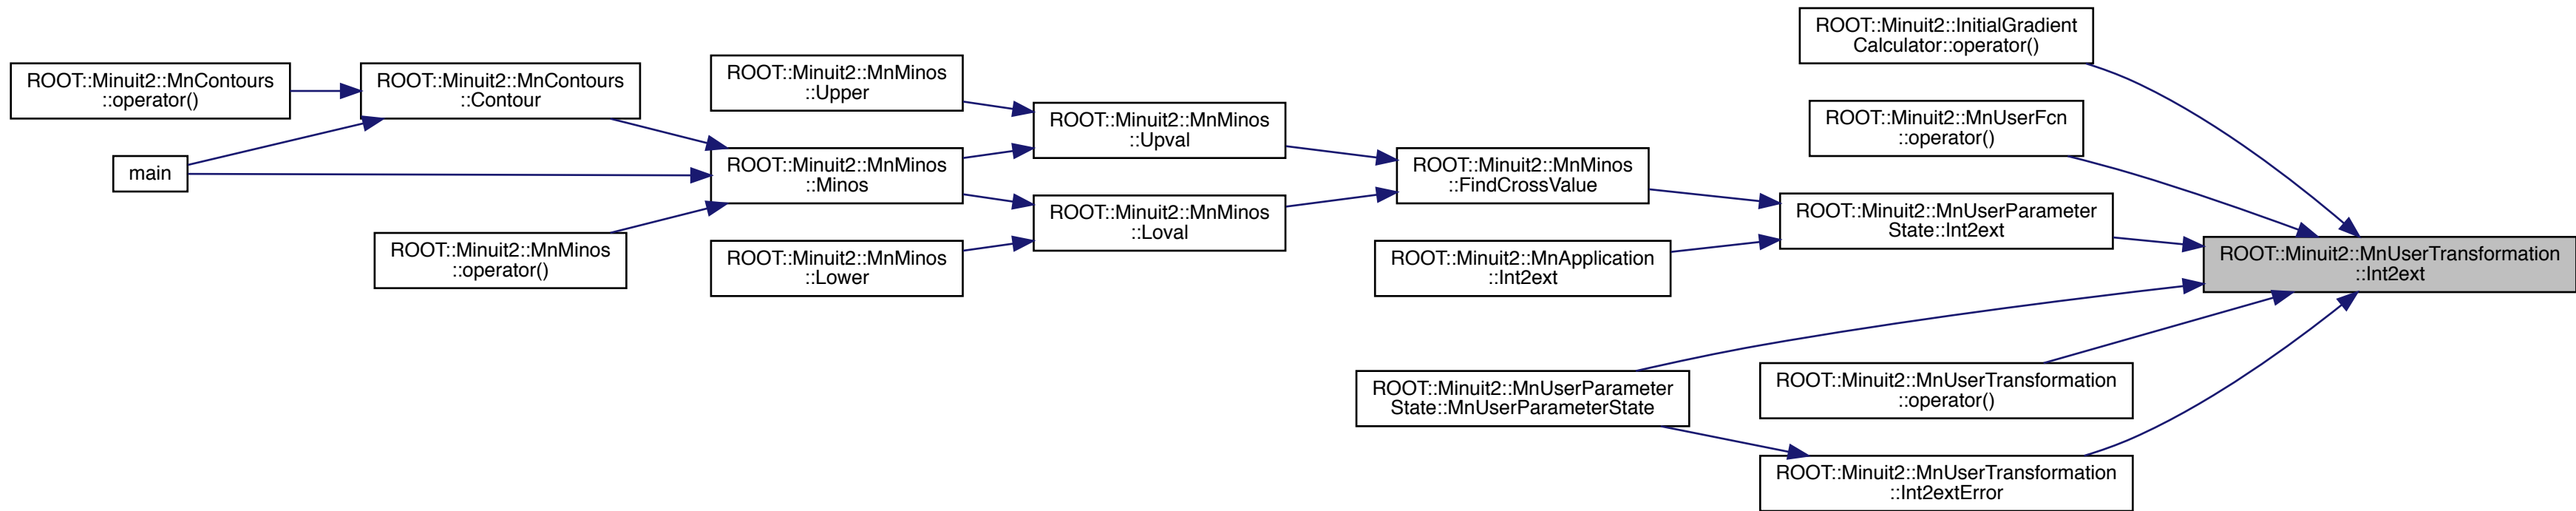 ROOT::Minuit2::MnContours
::operator()
main
ROOT::Minuit2::MnContours
::Contour
ROOT::Minuit2::MnMinos
::operator()
ROOT::Minuit2::MnMinos
::Upper
ROOT::Minuit2::MnMinos
::Minos
ROOT::Minuit2::MnMinos
::Lower
ROOT::Minuit2::MnMinos
::Upval
ROOT::Minuit2::MnMinos
::Loval
ROOT::Minuit2::MnMinos
::FindCrossValue
ROOT::Minuit2::MnApplication
::Int2ext
ROOT::Minuit2::MnUserParameter
State::MnUserParameterState
ROOT::Minuit2::InitialGradient
Calculator::operator()
ROOT::Minuit2::MnUserFcn
::operator()
ROOT::Minuit2::MnUserParameter
State::Int2ext
ROOT::Minuit2::MnUserTransformation
::operator()
ROOT::Minuit2::MnUserTransformation
::Int2extError
ROOT::Minuit2::MnUserTransformation
::Int2ext